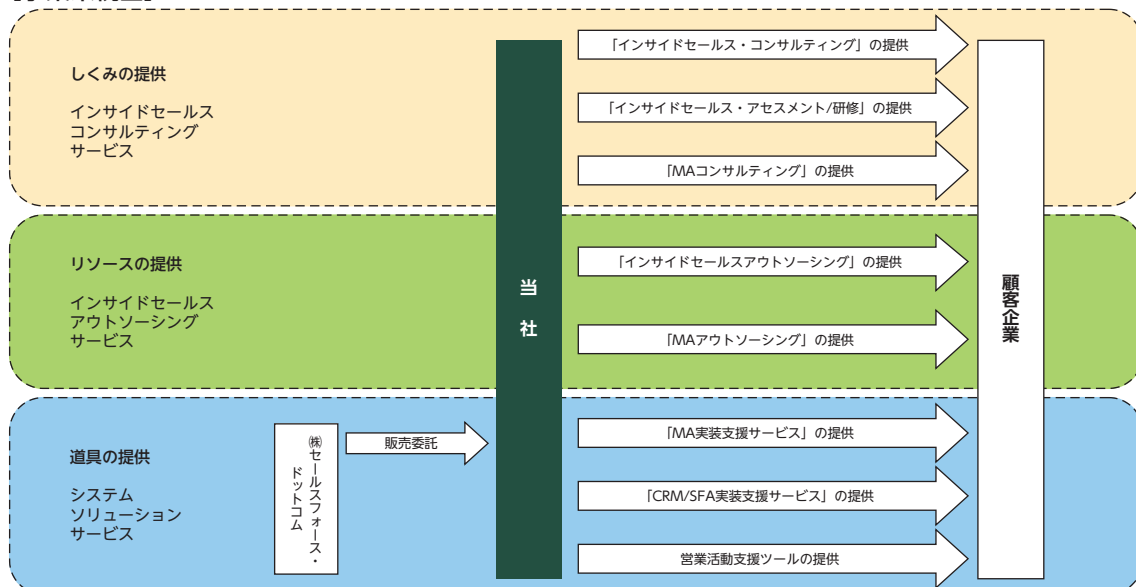 しくみの提供
インサイドセールス
コンサルティング
サービス
「インサイドセールス・コンサルティング」の提供
「インサイドセールス・アセスメント/研修」の提供
「MAコンサルティング」の提供
リソースの提供
インサイドセールス
アウトソーシング
サービス
「インサイドセールスアウトソーシング」の提供
「MAアウトソーシング」の提供
当社
顧客企業
道具の提供
システム
ソリューション
サービス
㈱セールスフォース・
ドットコム
販売委託
「MA実装支援サービス」の提供
「CRM/SFA実装支援サービス」の提供
営業活動支援ツールの提供